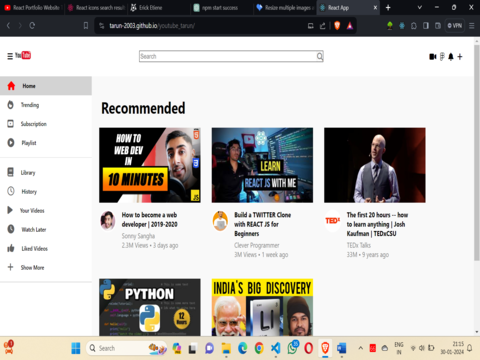 React Portfolio Website
React icons search result
Erick Etiene
npm start success
Resize multiple images
React App
tarun-2003.github.io/youtube_tarun/
VPN
YouTube
Search
Home
Trending
Subscription
Playlist
Library
History
Your Videos
Watch Later
Liked Videos
Show More
Recommended
HOW TO
WEB DEV
IN
10 MINUTES
JS
How to become a web
developer | 2019-2020
Sonny Sangha
2.3M Views • 3 days ago
LEARN
REACT JS WITH ME
Build a TWITTER Clone
with REACT JS for
Beginners
Clever Programmer
3M Views • 1 week ago
TEDx
The first 20 hours -- how
to learn anything | Josh
Kaufman | TEDxCSU
TEDx Talks
33M • 9 years ago
PYTHON
12
Hours
INDIA'S BIG DISCOVERY
Li
Search
ENG
IN
21:15
30-01-2024